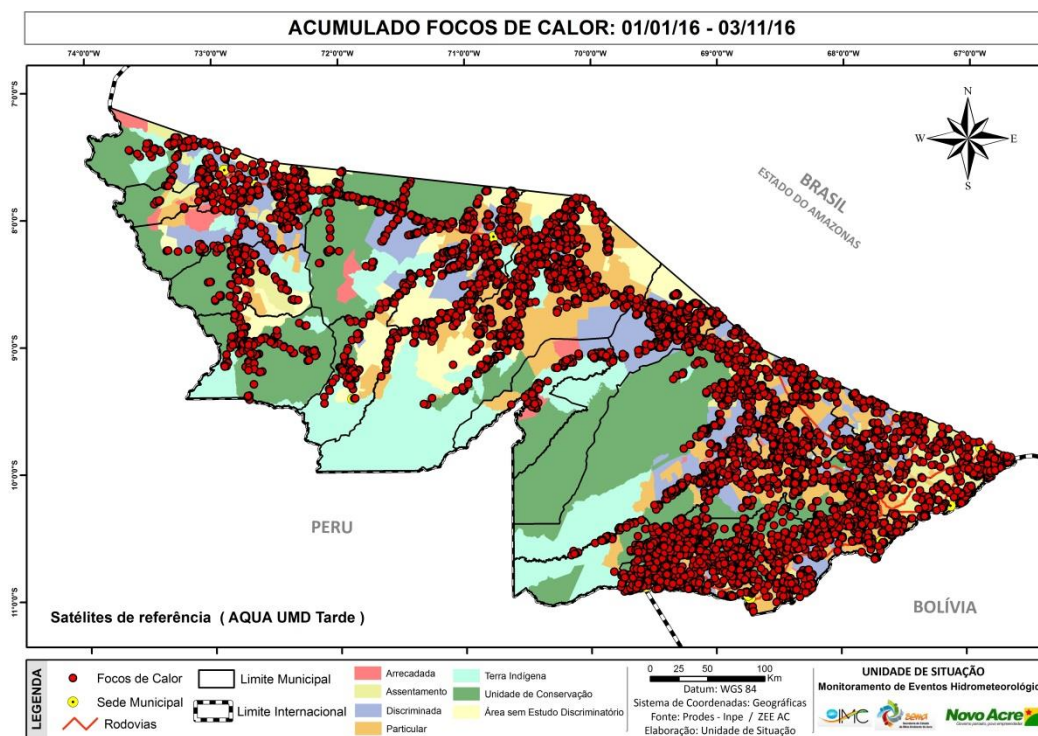 ACUMULADO FOCOS DE CALOR: 01/01/16 - 03/11/16
74°0'0"W 73°0'0"W 72°0'0"W 71°0'0"W 70°0'0"W 69°0'0"W 68°0'0"W 67°0'0"W
7°0'0"S
8°0'0"S
9°0'0"S
10°0'0"S
11°0'0"S
N
W E
S
BRASIL
ESTADO DO AMAZONAS
PERU
BOLÍVIA
Satélites de referência ( AQUA UMD Tarde )
LEGENDA
Focos de Calor
Sede Municipal
Rodovias
Limite Municipal
Limite Internacional
Arrecadada
Assentamento
Discriminada
Particular
Terra Indígena
Unidade de Conservação
Área sem Estudo Discriminatório
0 25 50 100
Km
Datum: WGS 84
Sistema de Coordenadas: Geográficas
Fonte: Prodes - Inpe / ZEE AC
Elaboração: Unidade de Situação
UNIDADE DE SITUAÇÃO
Monitoramento de Eventos Hidrometeorológic
IMC
Sema
Novo Acre